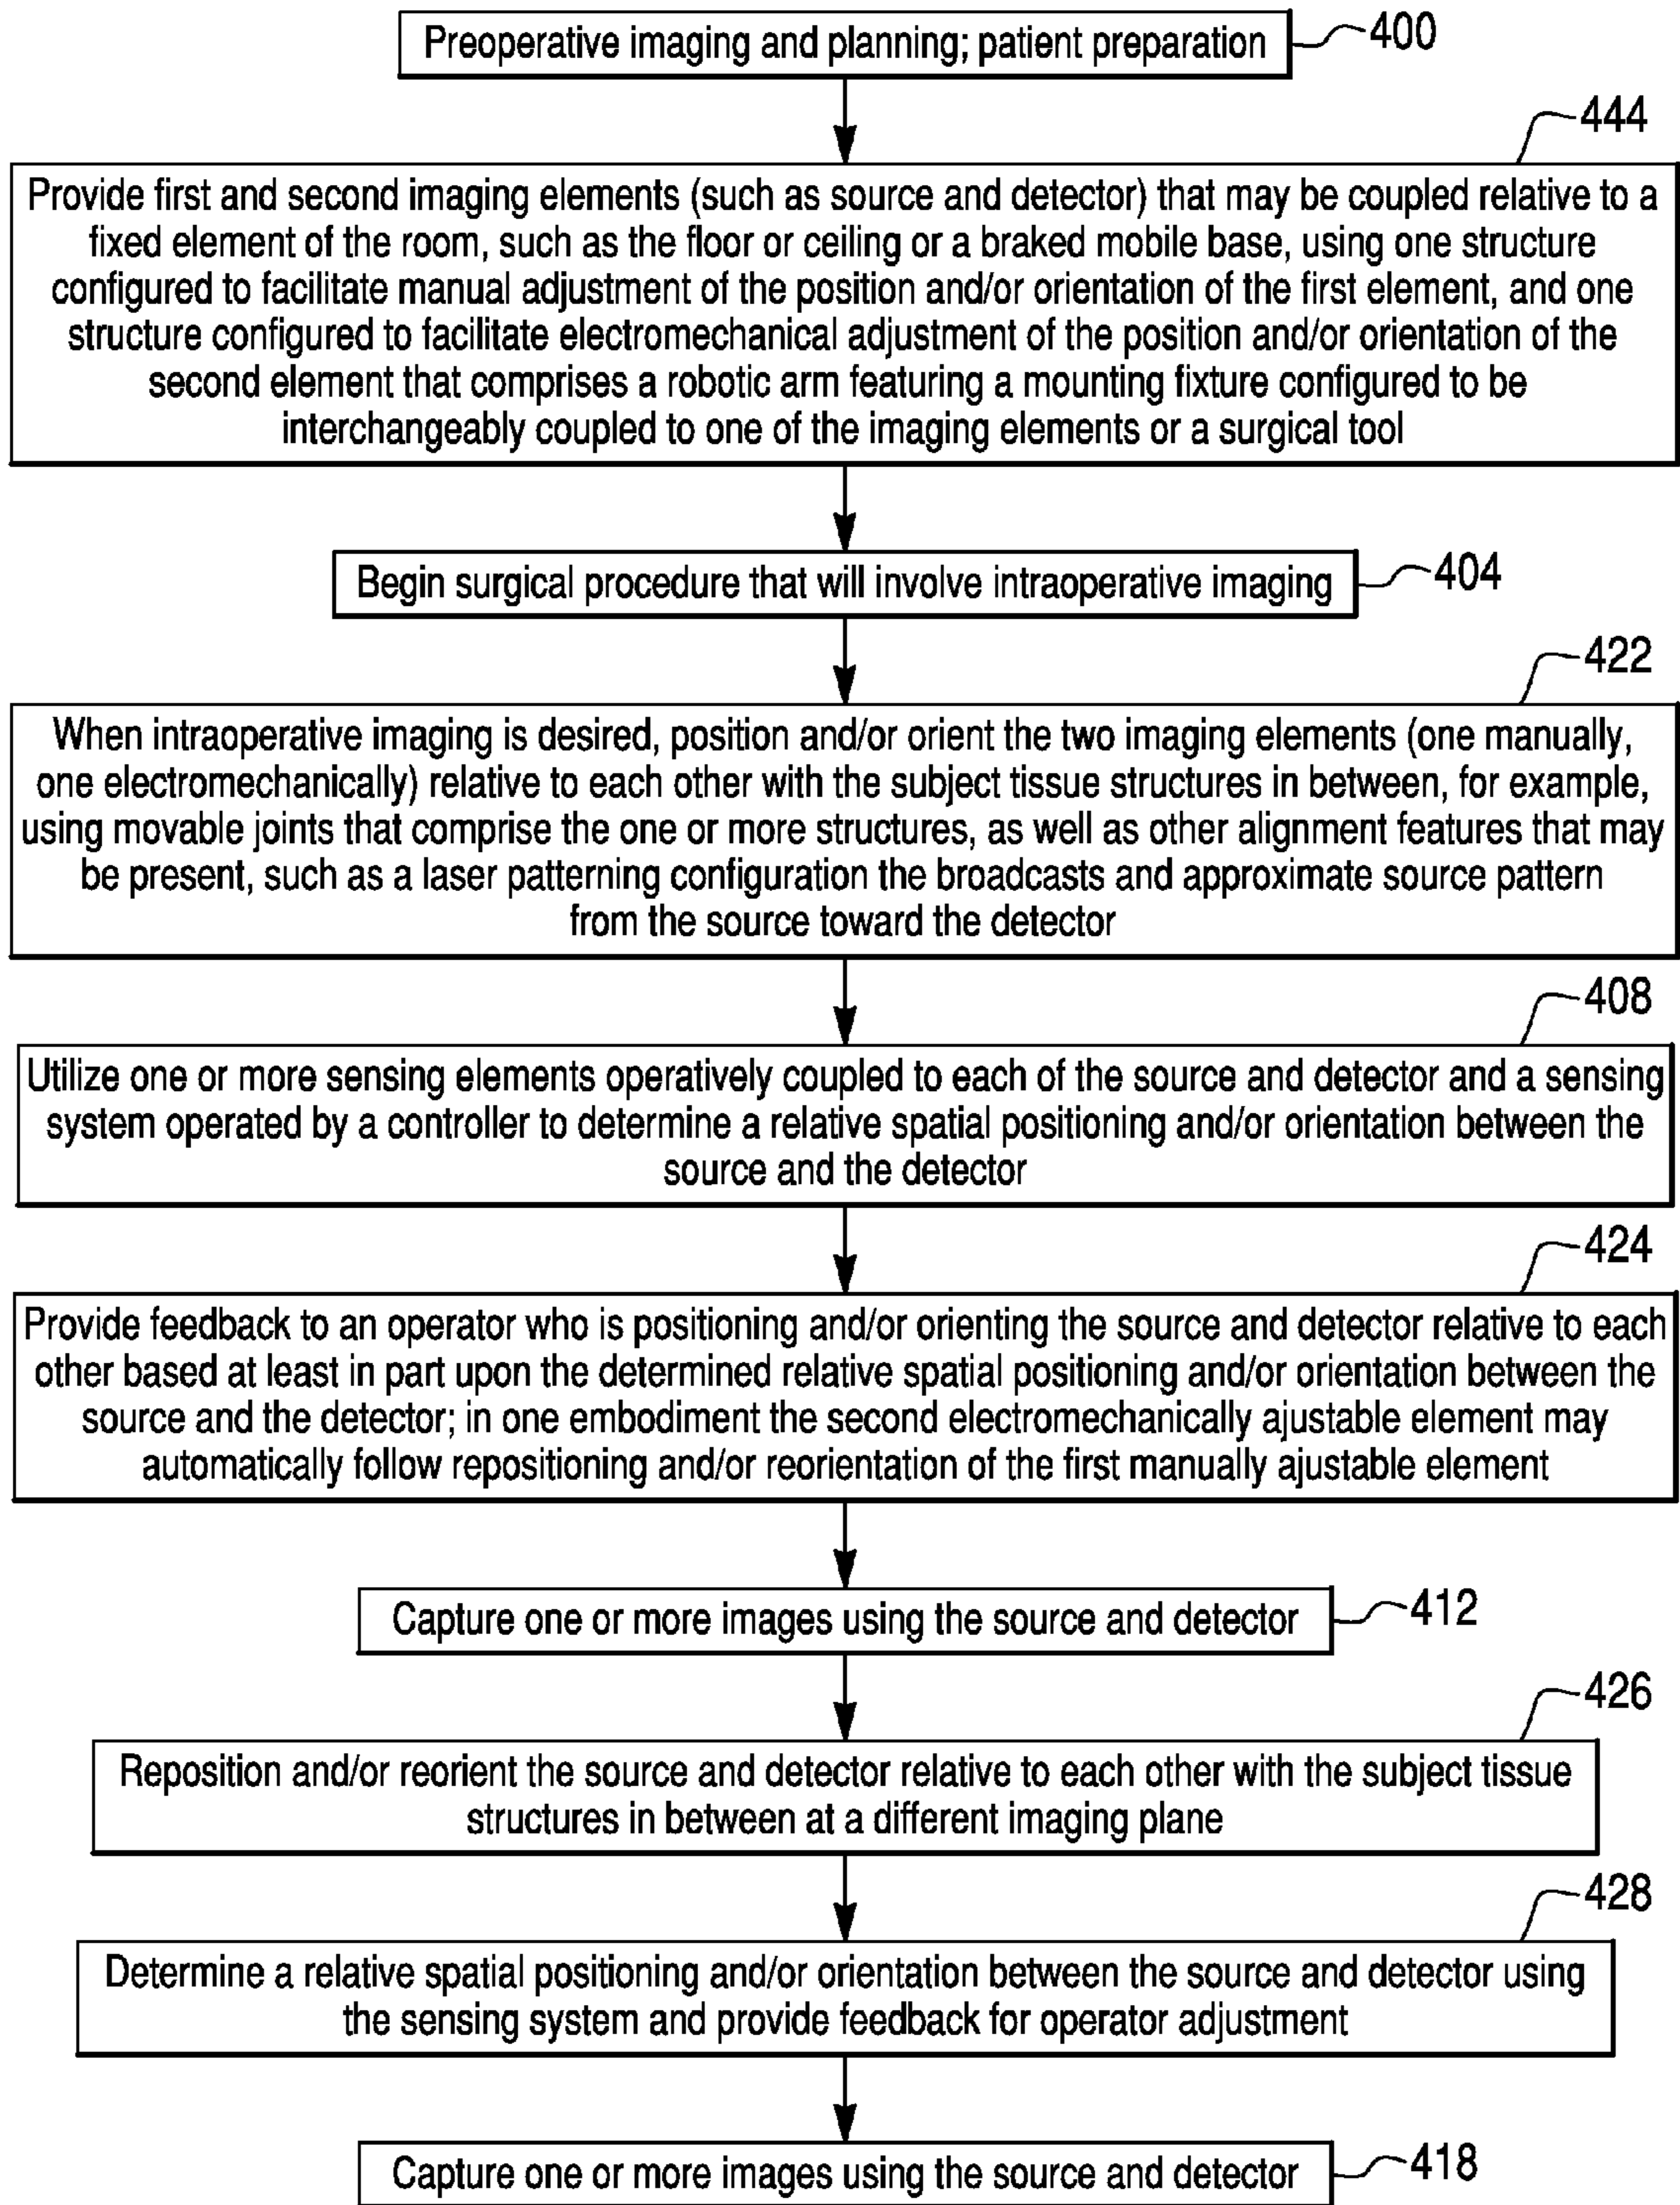 Preoperative imaging and planning; patient preparation
400
444
Provide first and second imaging elements (such as source and detector) that may be coupled relative to a
fixed element of the room, such as the floor or ceiling or a braked mobile base, using one structure
configured to facilitate manual adjustment of the position and/or orientation of the first element, and one
structure configured to facilitate electromechanical adjustment of the position and/or orientation of the
second element that comprises a robotic arm featuring a mounting fixture configured to be
interchangeably coupled to one of the imaging elements or a surgical tool
Begin surgical procedure that will involve intraoperative imaging
404
422
When intraoperative imaging is desired, position and/or orient the two imaging elements (one manually,
one electromechanically) relative to each other with the subject tissue structures in between, for example,
using movable joints that comprise the one or more structures, as well as other alignment features that may
be present, such as a laser patterning configuration the broadcasts and approximate source pattern
from the source toward the detector
408
Utilize one or more sensing elements operatively coupled to each of the source and detector and a sensing
system operated by a controller to determine a relative spatial positioning and/or orientation between the
source and the detector
424
Provide feedback to an operator who is positioning and/or orienting the source and detector relative to each
other based at least in part upon the determined relative spatial positioning and/or orientation between the
source and the detector; in one embodiment the second electromechanically ajustable element may
automatically follow repositioning and/or reorientation of the first manually ajustable element
Capture one or more images using the source and detector
412
426
Reposition and/or reorient the source and detector relative to each other with the subject tissue
structures in between at a different imaging plane
428
Determine a relative spatial positioning and/or orientation between the source and detector using
the sensing system and provide feedback for operator adjustment
Capture one or more images using the source and detector
418